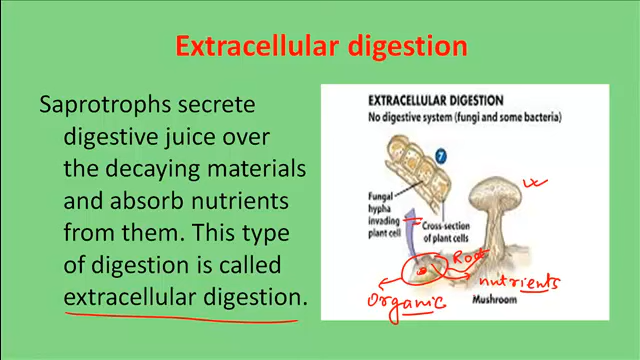 Extracellular digestion
Saprotrophs secrete
digestive juice over
the decaying materials
and absorb nutrients
from them. This type
of digestion is called
extracellular digestion.
EXTRACELLULAR DIGESTION
No digestive system (fungi and some bacteria)
7
Fungal
hypha
invading
plant cell
Cross-section
of plant cells
Root
nutrients
Organic
Mushroom